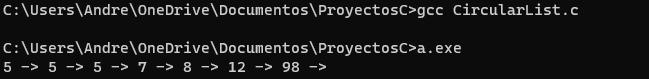 C:\Users\Andre\OneDrive\Documentos\ProyectosC>gcc CircularList.c
C:\Users\Andre\OneDrive\Documentos\ProyectosC>a.exe
5 -> 5 -> 5 -> 7 -> 8 -> 12 -> 98 ->